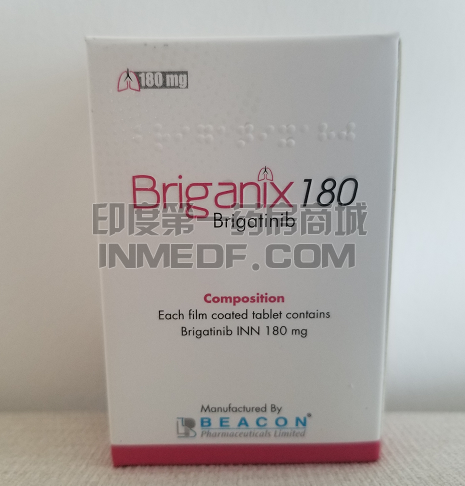 180 mg
Briganix 180
Brigatinib
印度第一药房商城
INMEDF.COM
Composition
Each film coated tablet contains
Brigatinib INN 180 mg
Manufactured By
BEACON®
Pharmaceuticals Limited